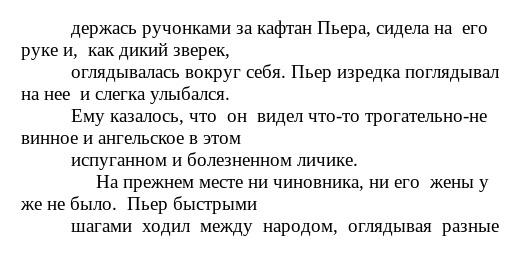 держась ручонками за кафтан Пьера, сидела на  его
руке и,  как дикий зверек,
оглядывалась вокруг себя. Пьер изредка поглядывал
на нее  и слегка улыбался.
Ему казалось, что  он  видел что-то трогательно-не
винное и ангельское в этом
испуганном и болезненном личике.
На прежнем месте ни чиновника, ни его  жены у
же не было.  Пьер быстрыми
шагами  ходил  между  народом,  оглядывая  разные